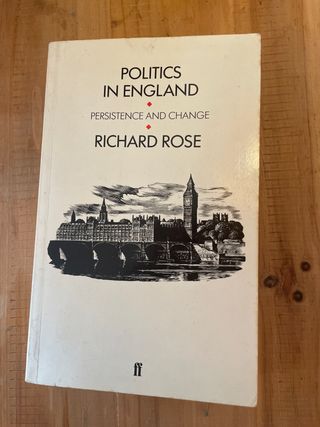 POLITICS
IN ENGLAND
PERSISTENCE AND CHANGE
RICHARD ROSE
ff